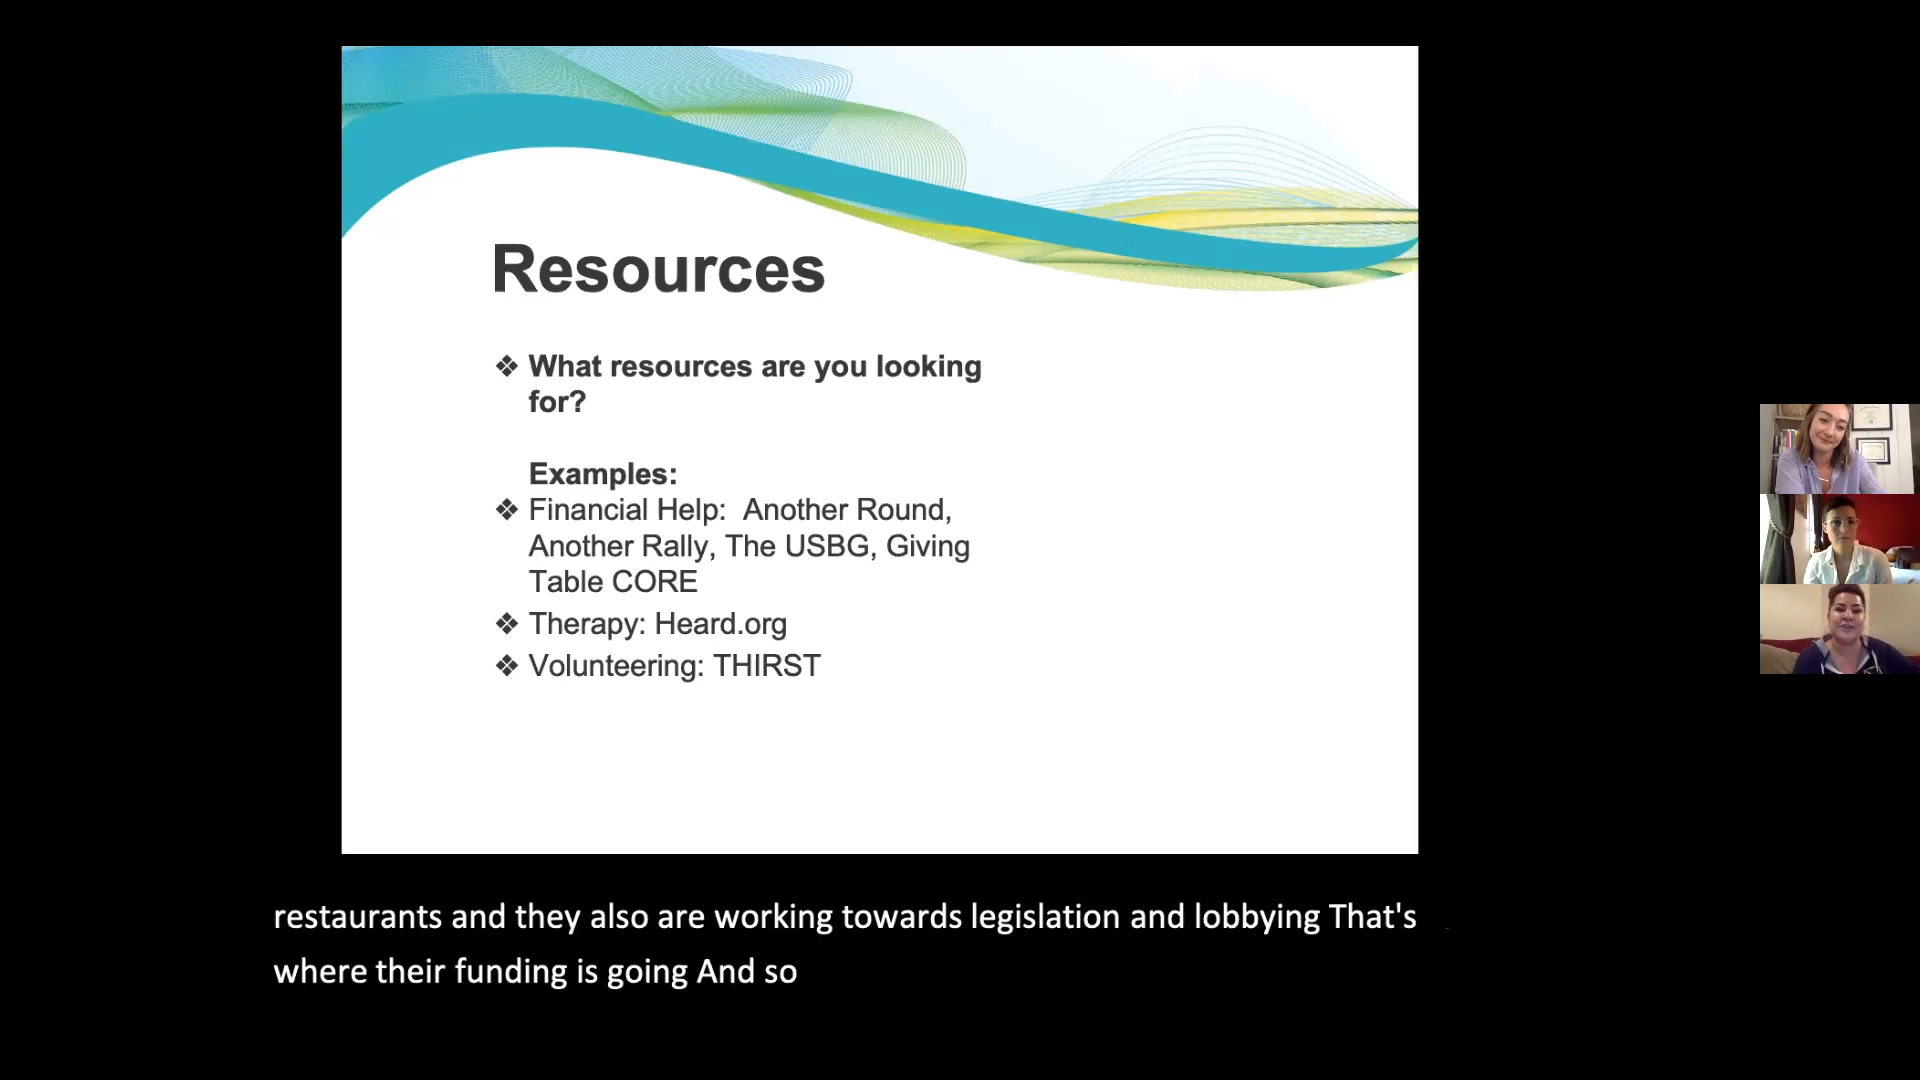 Resources
❖ What resources are you looking
for?
Examples:
❖ Financial Help:  Another Round,
Another Rally, The USBG, Giving
Table CORE
❖ Therapy: Heard.org
❖ Volunteering: THIRST
restaurants and they also are working towards legislation and lobbying That's
where their funding is going And so